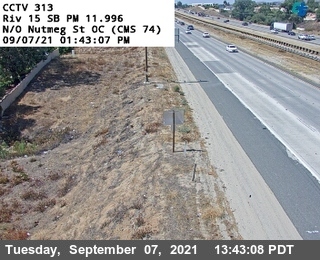 CCTV 313
Riv 15 SB PM 11.996
N/O Nutmeg St OC (CMS 74)
09/07/21 01:43:07 PM
Tuesday, September 07, 2021 13:43:08 PDT